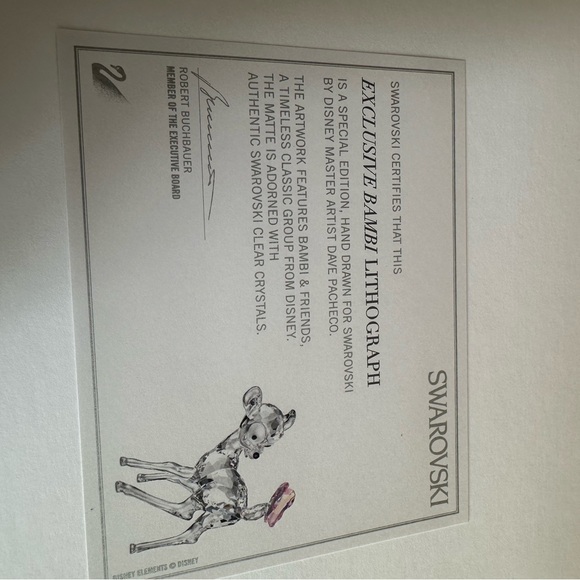 SWAROVSKI
SWAROVSKI CERTIFIES THAT THIS
EXCLUSIVE BAMBI LITHOGRAPH
IS A SPECIAL EDITION, HAND DRAWN FOR SWAROVSKI
BY DISNEY MASTER ARTIST DAVE PACHECO.
THE ARTWORK FEATURES BAMBI & FRIENDS,
A TIMELESS CLASSIC GROUP FROM DISNEY.
THE MATTE IS ADORNED WITH
AUTHENTIC SWAROVSKI CLEAR CRYSTALS.
ROBERT BUCHBAUER
MEMBER OF THE EXECUTIVE BOARD
DISNEY ELEMENTS © DISNEY